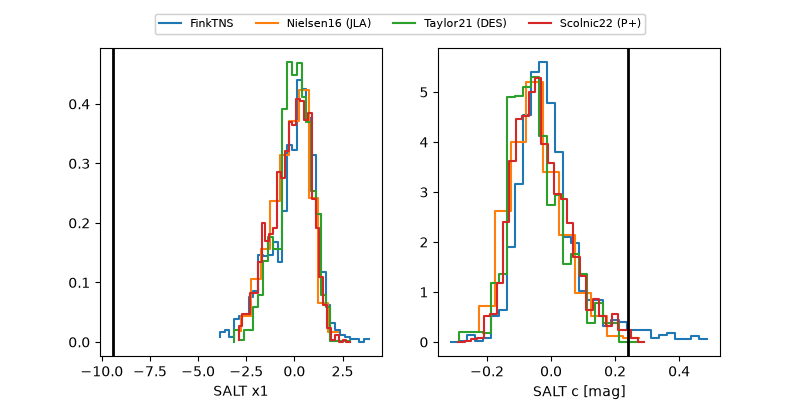 FinkTNS Nielsen16 (JLA) Taylor21 (DES) Scolnic22 (P+)
0.4
0.3
0.2
0.1
0.0
−10.0 −7.5 −5.0 −2.5 0.0 2.5
SALT x1
5
4
3
2
1
0
−0.2 0.0 0.2 0.4
SALT c [mag]